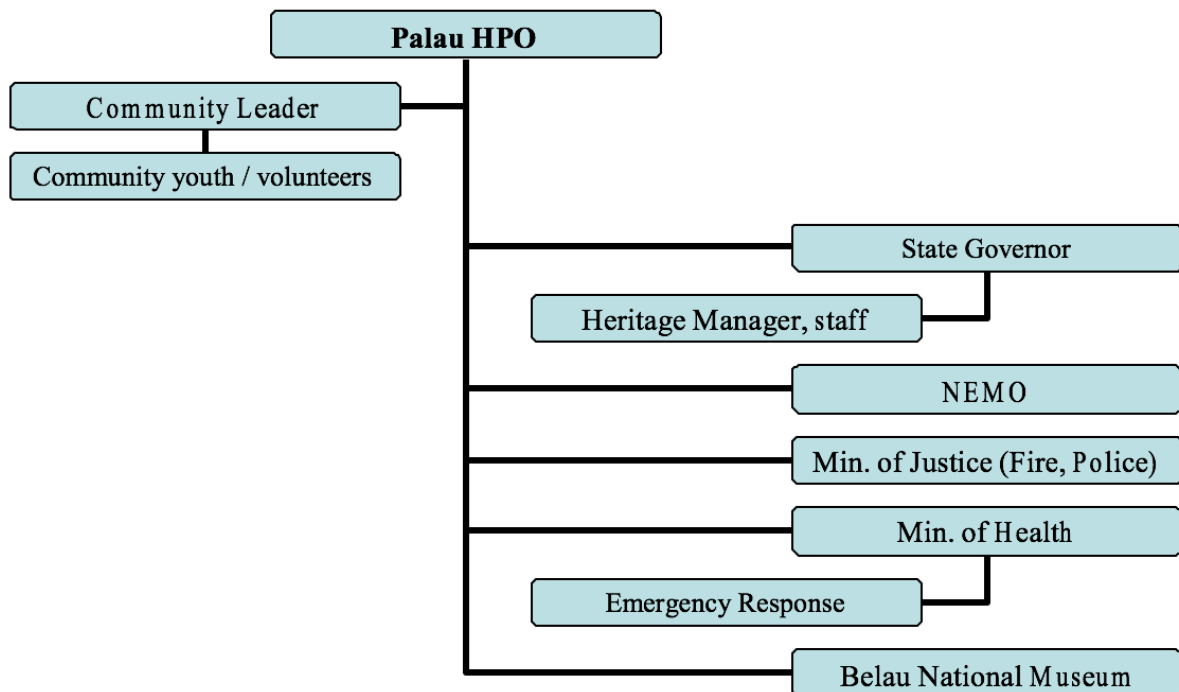 Palau HPO
Community Leader
Community youth / volunteers
State Governor
Heritage Manager, staff
NEMO
Min. of Justice (Fire, Police)
Min. of Health
Emergency Response
Belau National Museum